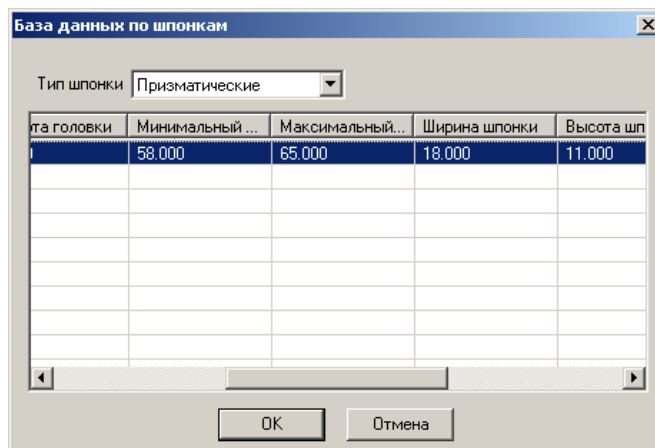 База данных по шпонкам
Тип шпонки Призматические
та головки Минимальный ... Максимальный... Ширина шпонки Высота шп
58.000 65.000 18.000 11.000
OK Отмена